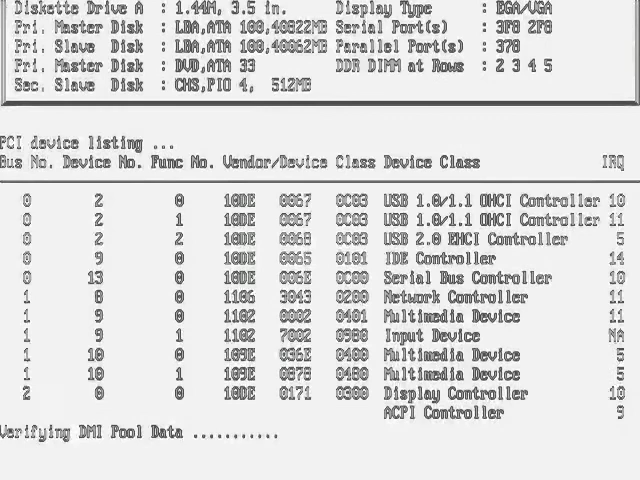 Diskette Drive A : 1.44M, 3.5 in. Display Type : EGA/VGA
Pri. Master Disk : LBA,ATA 100,40822MB Serial Port(s) : 3F8 2F8
Pri. Slave Disk : LBA,ATA 100,40062MB Parallel Port(s) : 378
Pri. Master Disk : DVD,ATA 33 DDR DIMM at Rows : 2 3 4 5
Sec. Slave Disk : CHS,PIO 4, 512MB
PCI device listing ...
Bus No. Device No. Func No. Vendor/Device Class Device Class IRQ
0 2 0 10DE 0067 0C03 USB 1.0/1.1 OHCI Controller 10
0 2 1 10DE 0067 0C03 USB 1.0/1.1 OHCI Controller 11
0 2 2 10DE 0068 0C03 USB 2.0 EHCI Controller 5
0 9 0 10DE 0065 0101 IDE Controller 14
0 13 0 10DE 006E 0C00 Serial Bus Controller 10
1 8 0 1106 3043 0200 Network Controller 11
1 9 0 1102 0002 0401 Multimedia Device 11
1 9 1 1102 7002 0980 Input Device NA
1 10 0 109E 036E 0400 Multimedia Device 5
1 10 1 109E 0878 0480 Multimedia Device 5
2 0 0 10DE 0171 0300 Display Controller 10
ACPI Controller 9
Verifying DMI Pool Data ...........